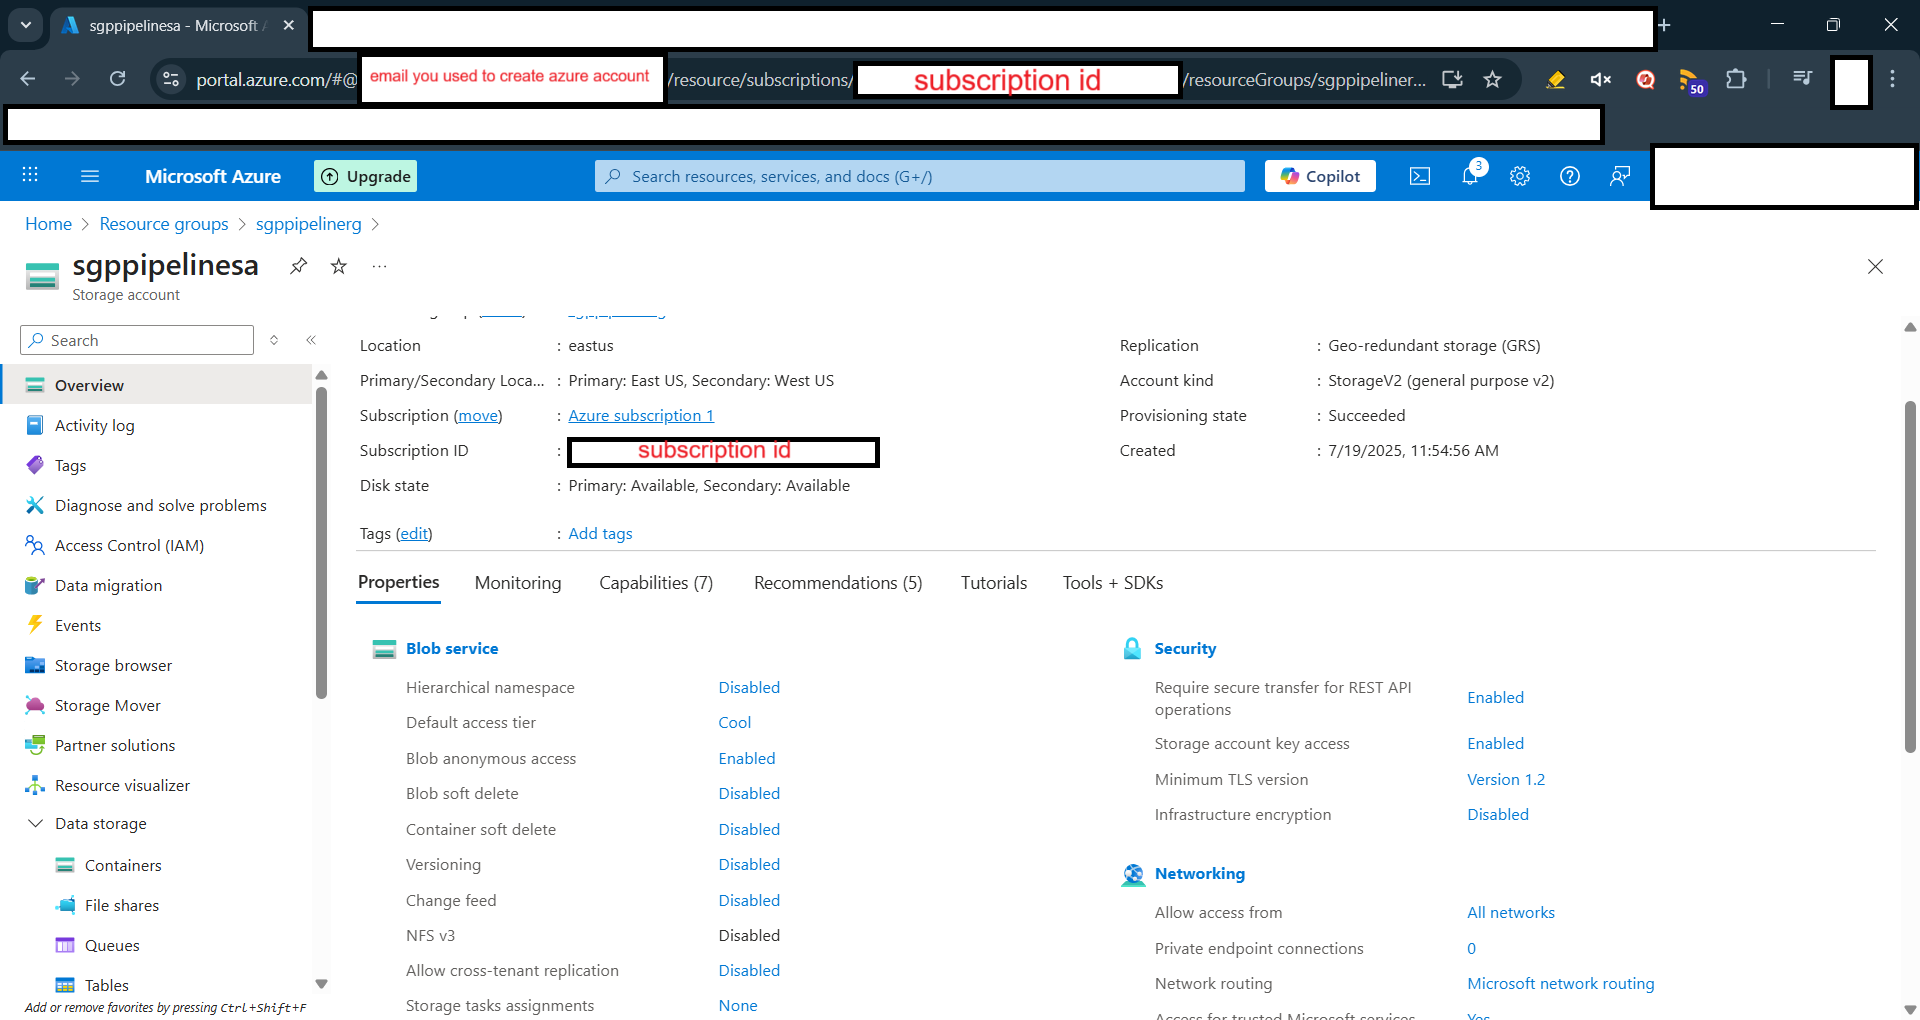 sgppipelinesa - Microsoft A
portal.azure.com/#@
email you used to create azure account
/resource/subscriptions/
subscription id
/resourceGroups/sgppipeliner...
50
Microsoft Azure
Upgrade
Search resources, services, and docs (G+/)
Copilot
3
Home > Resource groups > sgppipelinerg >
sgppipelinesa
Storage account
Search
Overview
Activity log
Tags
Diagnose and solve problems
Access Control (IAM)
Data migration
Events
Storage browser
Storage Mover
Partner solutions
Resource visualizer
Data storage
Containers
File shares
Queues
Tables
Add or remove favorites by pressing Ctrl+Shift+F
Location : eastus
Primary/Secondary Loca... : Primary: East US, Secondary: West US
Subscription (move) : Azure subscription 1
Subscription ID : subscription id
Disk state : Primary: Available, Secondary: Available
Tags (edit) : Add tags
Replication : Geo-redundant storage (GRS)
Account kind : StorageV2 (general purpose v2)
Provisioning state : Succeeded
Created : 7/19/2025, 11:54:56 AM
Properties Monitoring Capabilities (7) Recommendations (5) Tutorials Tools + SDKs
Blob service
Hierarchical namespace Disabled
Default access tier Cool
Blob anonymous access Enabled
Blob soft delete Disabled
Container soft delete Disabled
Versioning Disabled
Change feed Disabled
NFS v3 Disabled
Allow cross-tenant replication Disabled
Storage tasks assignments None
Security
Require secure transfer for REST API
operations Enabled
Storage account key access Enabled
Minimum TLS version Version 1.2
Infrastructure encryption Disabled
Networking
Allow access from All networks
Private endpoint connections 0
Network routing Microsoft network routing
Access for trusted Microsoft services Yes